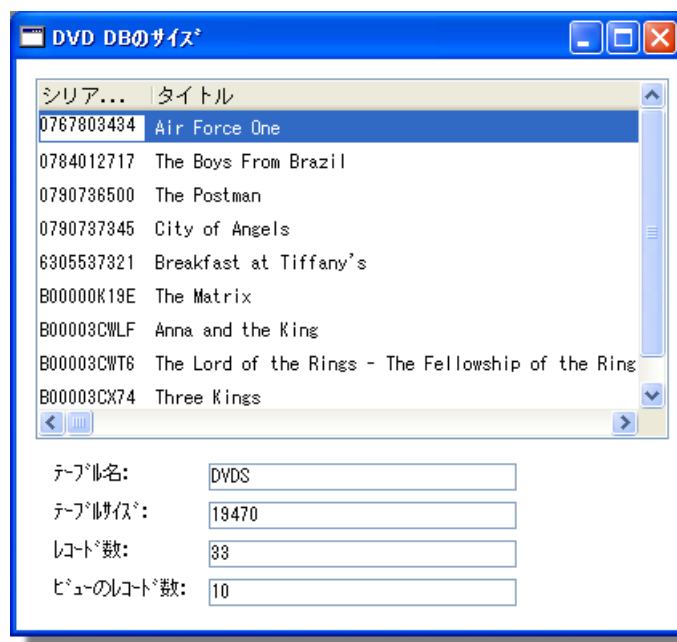 DVD DBのｻｲｽﾞ
シリア... タイトル
0767803434 Air Force One
0784012717 The Boys From Brazil
0790736500 The Postman
0790737345 City of Angels
6305537321 Breakfast at Tiffany's
B00000K19E The Matrix
B00003CWLF Anna and the King
B00003CWT6 The Lord of the Rings - The Fellowship of the Ring
B00003CX74 Three Kings
ﾃｰﾌﾞﾙ名: DVDS
ﾃｰﾌﾞﾙｻｲｽﾞ: 19470
ﾚｺｰﾄﾞ数: 33
ﾋﾞｭｰのﾚｺｰﾄﾞ数: 10